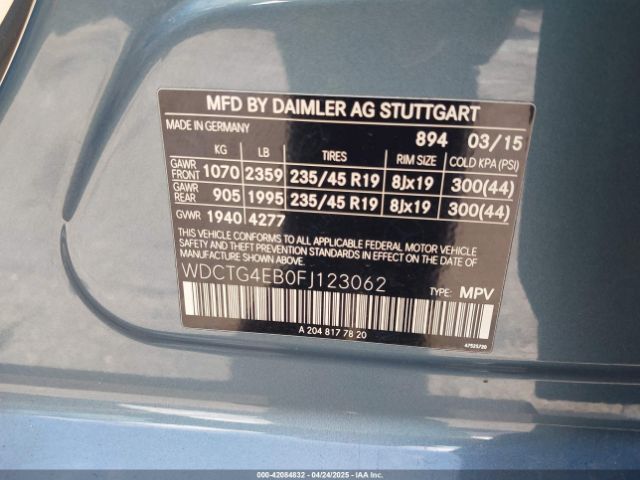 MFD BY DAIMLER AG STUTTGART
MADE IN GERMANY 894 03/15
KG LB TIRES RIM SIZE COLD KPA (PSI)
GAWR FRONT 1070 2359 235/45 R19 8Jx19 300(44)
GAWR REAR 905 1995 235/45 R19 8Jx19 300(44)
GVWR 1940 4277
THIS VEHICLE CONFORMS TO ALL APPLICABLE FEDERAL MOTOR VEHICLE
SAFETY AND THEFT PREVENTION STANDARDS IN EFFECT ON THE DATE OF
MANUFACTURE SHOWN ABOVE.
WDCTG4EB0FJ123062
TYPE: MPV
A 204 817 78 20
47525720
000-42084832 - 04/24/2025 - IAAI.COM